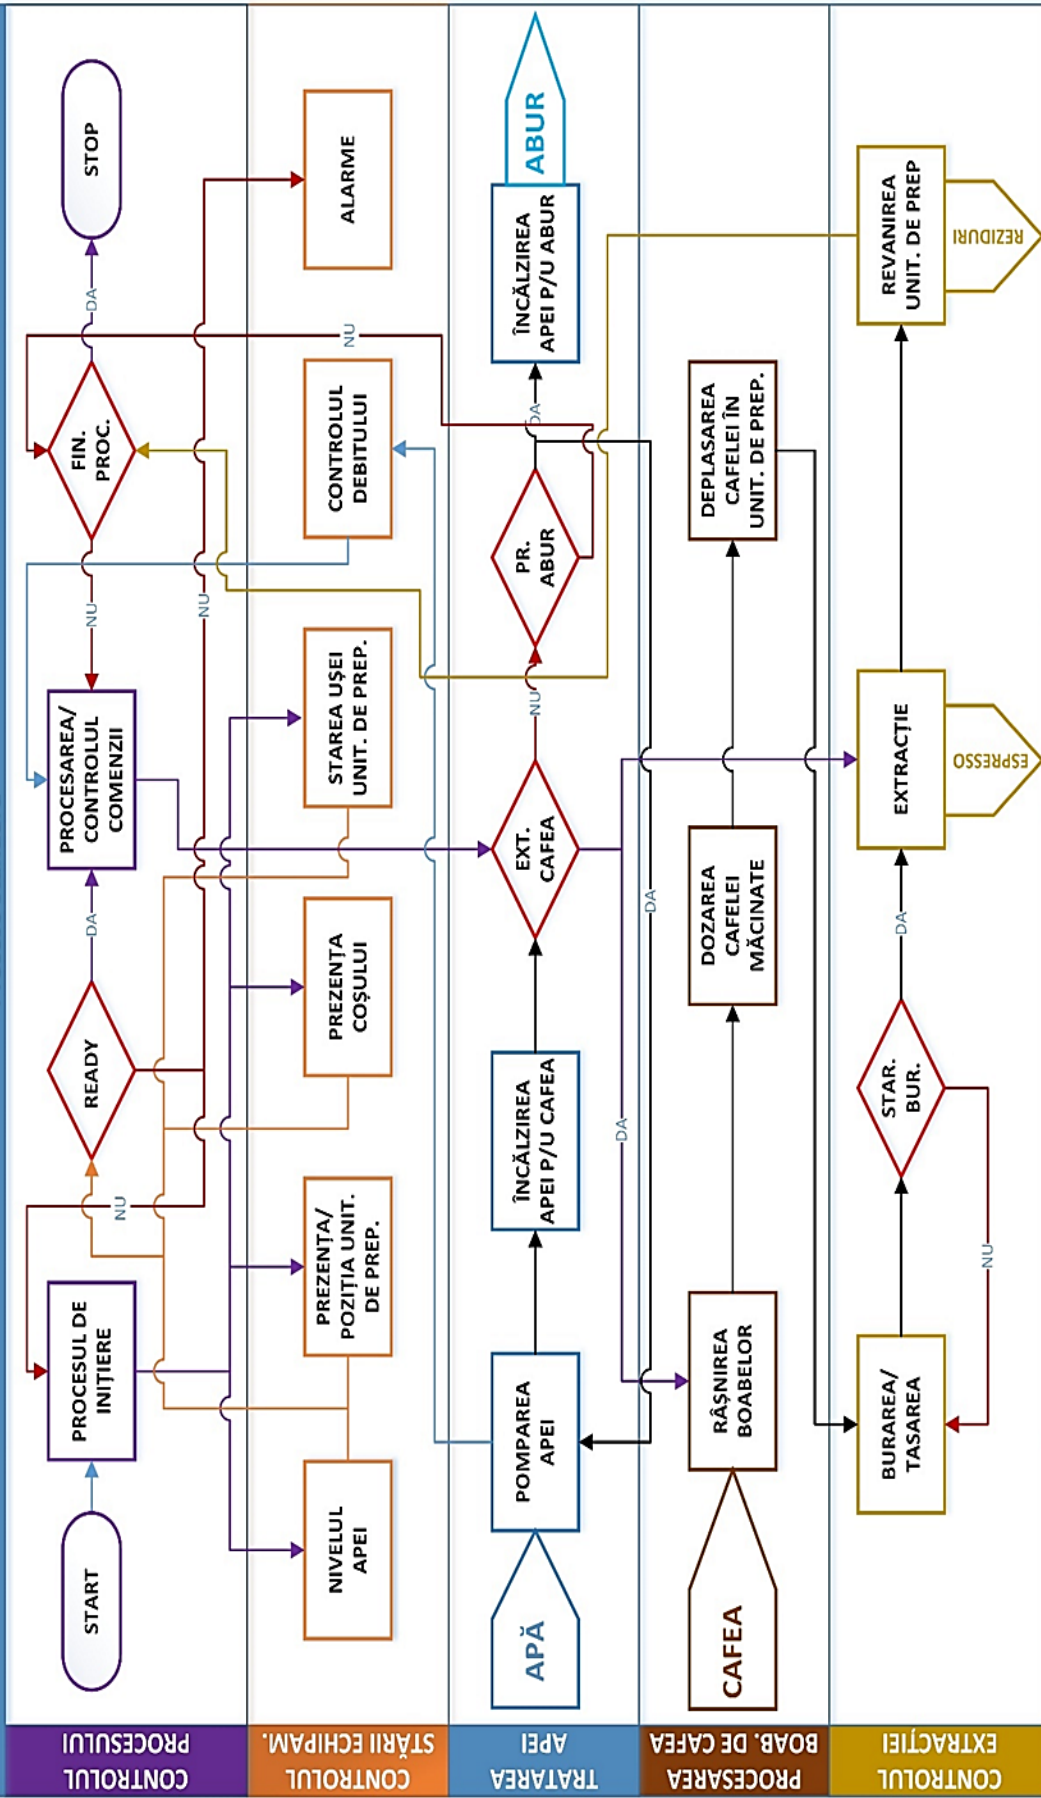 CONTROLUL
PROCESULUI
START
PROCESUL DE
INIȚIERE
NU
READY
DA
PROCESAREA/
CONTROLUL
COMENZII
NU
NU
FIN.
PROC.
DA
STOP
CONTROLUL
STĂRII ECHIPAM.
NIVELUL
APEI
PREZENȚA/
POZIȚIA UNIT.
DE PREP.
PREZENȚA
COȘULUI
STAREA UȘEI
UNIT. DE PREP.
CONTROLUL
DEBITULUI
NU
ALARME
TRATAREA
APEI
APĂ
POMPAREA
APEI
ÎNCĂLZIREA
APEI P/U CAFEA
EXT.
CAFEA
NU
PR.
ABUR
DA
ÎNCĂLZIREA
APEI P/U ABUR
ABUR
DA
DA
PROCESAREA
BOAB. DE CAFEA
CAFEA
RÂȘNIREA
BOABELOR
DOZAREA
CAFELEI
MĂCINATE
DEPLASAREA
CAFELEI ÎN
UNIT. DE PREP.
CONTROLUL
EXTRACȚIEI
BURAREA/
TASAREA
NU
STAR.
BUR.
DA
EXTRACȚIE
ESPRESSO
REVANIREA
UNIT. DE PREP
REZIDURI